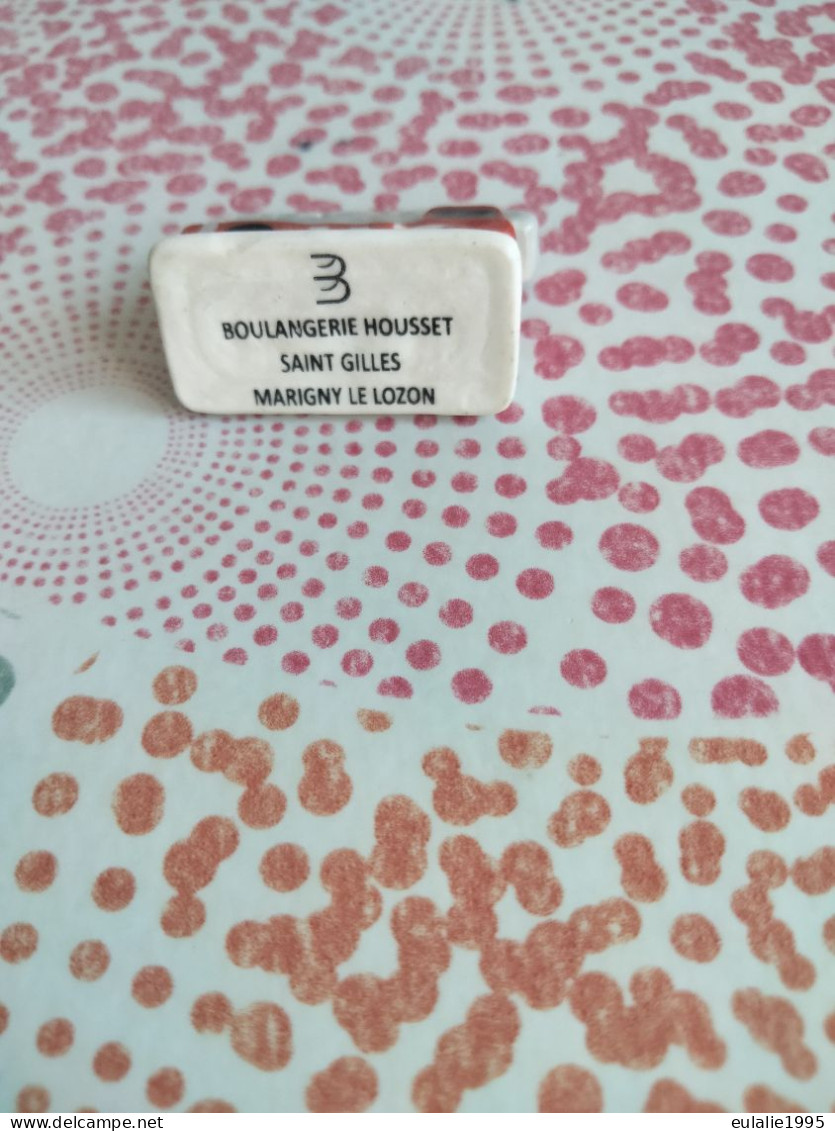 B
BOULANGERIE HOUSSET
SAINT GILLES
MARIGNY LE LOZON
www.delcampe.net
eulalie1995